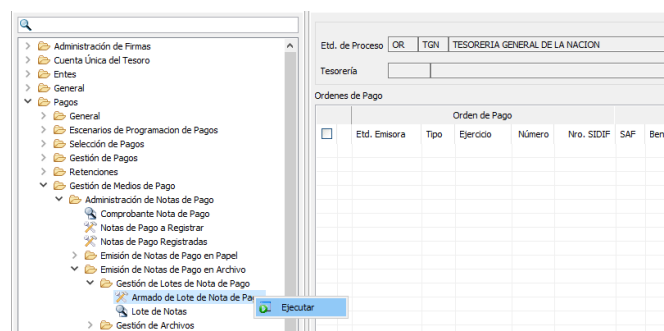 Administración de Firmas
Cuenta Única del Tesoro
Entes
General
Pagos
General
Escenarios de Programacion de Pagos
Selección de Pagos
Gestión de Pagos
Retenciones
Gestión de Medios de Pago
Administración de Notas de Pago
Comprobante Nota de Pago
Notas de Pago a Registrar
Notas de Pago Registradas
Emisión de Notas de Pago en Papel
Emisión de Notas de Pago en Archivo
Gestión de Lotes de Nota de Pago
Armado de Lote de Nota de Pa
Ejecutar
Lote de Notas
Gestión de Archivos
Etd. de Proceso OR TGN TESORERIA GENERAL DE LA NACION
Tesorería
Ordenes de Pago
Orden de Pago
Etd. Emisora Tipo Ejercicio Número Nro. SIDIF SAF Ben